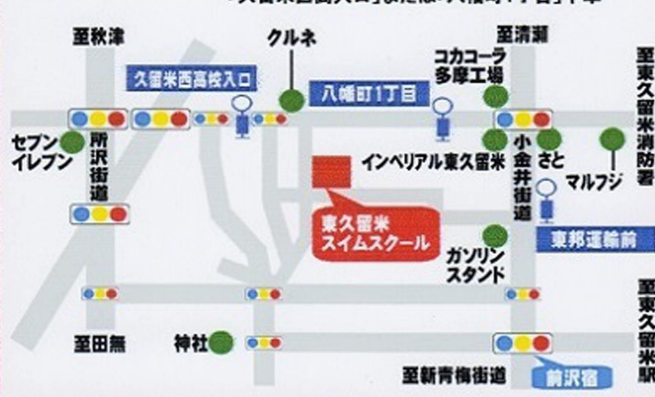 至秋津
クルネ
至清瀬
コカコーラ
多摩工場
久留米西高校入口
八幡町1丁目
至東久留米消防署
セブン
イレブン
所沢街道
インペリアル東久留米
小金井街道
さと
マルフジ
東久留米
スイムスクール
東邦運輸前
ガソリン
スタンド
至田無
神社
至新青梅街道
前沢宿
至東久留米駅